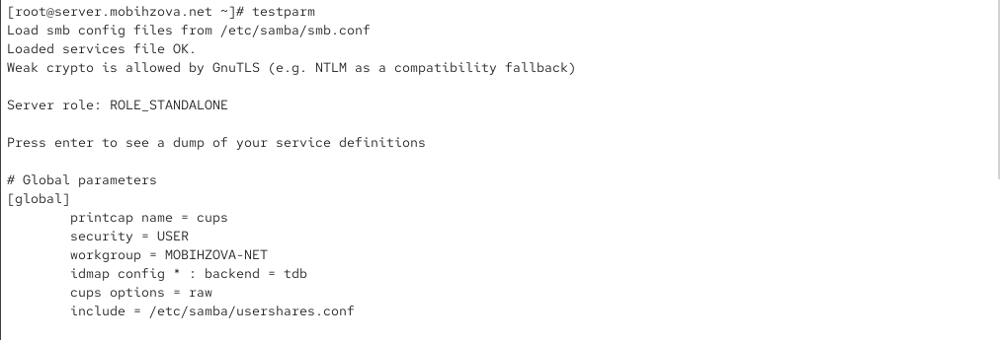 [root@server.mobihzova.net ~]# testparm
Load smb config files from /etc/samba/smb.conf
Loaded services file OK.
Weak crypto is allowed by GnuTLS (e.g. NTLM as a compatibility fallback)
Server role: ROLE_STANDALONE
Press enter to see a dump of your service definitions
# Global parameters
[global]
printcap name = cups
security = USER
workgroup = MOBIHZOVA-NET
idmap config * : backend = tdb
cups options = raw
include = /etc/samba/usershares.conf